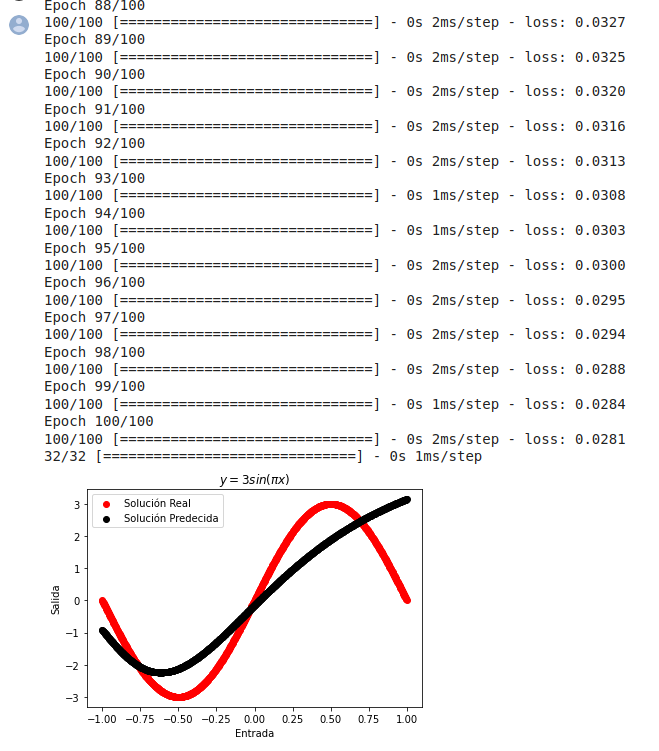 Epoch 88/100
100/100 [==============================] - 0s 2ms/step - loss: 0.0327
Epoch 89/100
100/100 [==============================] - 0s 2ms/step - loss: 0.0325
Epoch 90/100
100/100 [==============================] - 0s 2ms/step - loss: 0.0320
Epoch 91/100
100/100 [==============================] - 0s 2ms/step - loss: 0.0316
Epoch 92/100
100/100 [==============================] - 0s 2ms/step - loss: 0.0313
Epoch 93/100
100/100 [==============================] - 0s 1ms/step - loss: 0.0308
Epoch 94/100
100/100 [==============================] - 0s 1ms/step - loss: 0.0303
Epoch 95/100
100/100 [==============================] - 0s 2ms/step - loss: 0.0300
Epoch 96/100
100/100 [==============================] - 0s 2ms/step - loss: 0.0295
Epoch 97/100
100/100 [==============================] - 0s 2ms/step - loss: 0.0294
Epoch 98/100
100/100 [==============================] - 0s 2ms/step - loss: 0.0288
Epoch 99/100
100/100 [==============================] - 0s 1ms/step - loss: 0.0284
Epoch 100/100
100/100 [==============================] - 0s 2ms/step - loss: 0.0281
32/32 [==============================] - 0s 1ms/step
y = 3sin(πx)
Solución Real
Solución Predecida
3
2
1
0
−1
−2
−3
Salida
−1.00 −0.75 −0.50 −0.25 0.00 0.25 0.50 0.75 1.00
Entrada